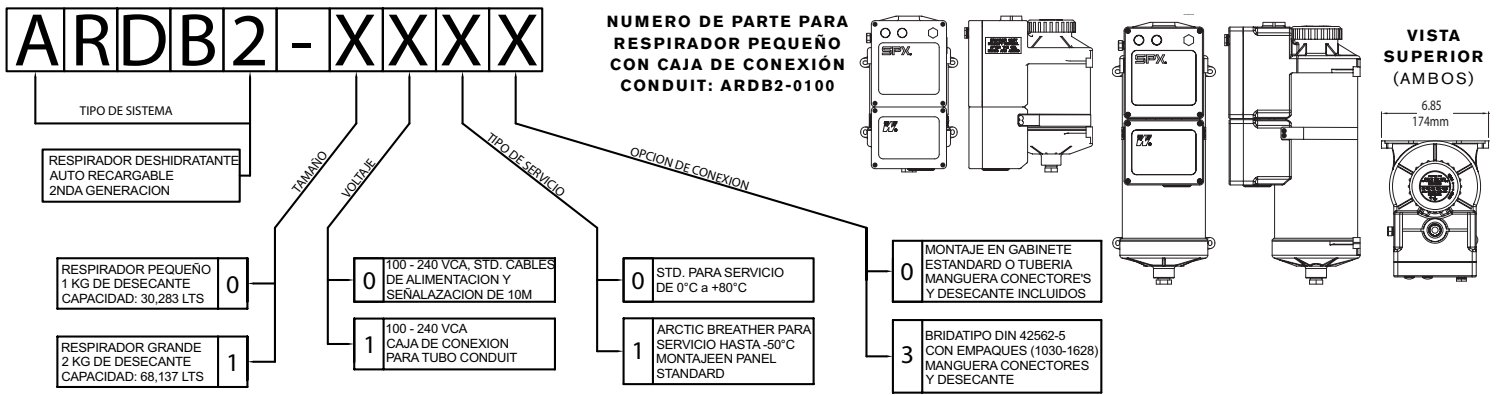 ARDB2-XXXX
TIPO DE SISTEMA
RESPIRADOR DESHIDRATANTE
AUTO RECARGABLE
2NDA GENERACION
TAMAÑO
VOLTAJE
TIPO DE SERVICIO
OPCION DE CONEXION
RESPIRADOR PEQUEÑO
1 KG DE DESECANTE
CAPACIDAD: 30,283 LTS
0
RESPIRADOR GRANDE
2 KG DE DESECANTE
CAPACIDAD: 68,137 LTS
1
0
100 - 240 VCA, STD. CABLES
DE ALIMENTACION Y
SEÑALAZACION DE 10M
1
100 - 240 VCA
CAJA DE CONEXION
PARA TUBO CONDUIT
0
STD. PARA SERVICIO
DE 0°C a +80°C
1
ARCTIC BREATHER PARA
SERVICIO HASTA -50°C
MONTAJEEN PANEL
STANDARD
0
MONTAJE EN GABINETE
ESTANDARD O TUBERIA
MANGUERA CONECTORE'S
Y DESECANTE INCLUIDOS
3
BRIDATIPO DIN 42562-5
CON EMPAQUES (1030-1628)
MANGUERA CONECTORES
Y DESECANTE
NUMERO DE PARTE PARA
RESPIRADOR PEQUEÑO
CON CAJA DE CONEXIÓN
CONDUIT: ARDB2-0100
SPX
SPX
VISTA
SUPERIOR
(AMBOS)
6.85
174mm